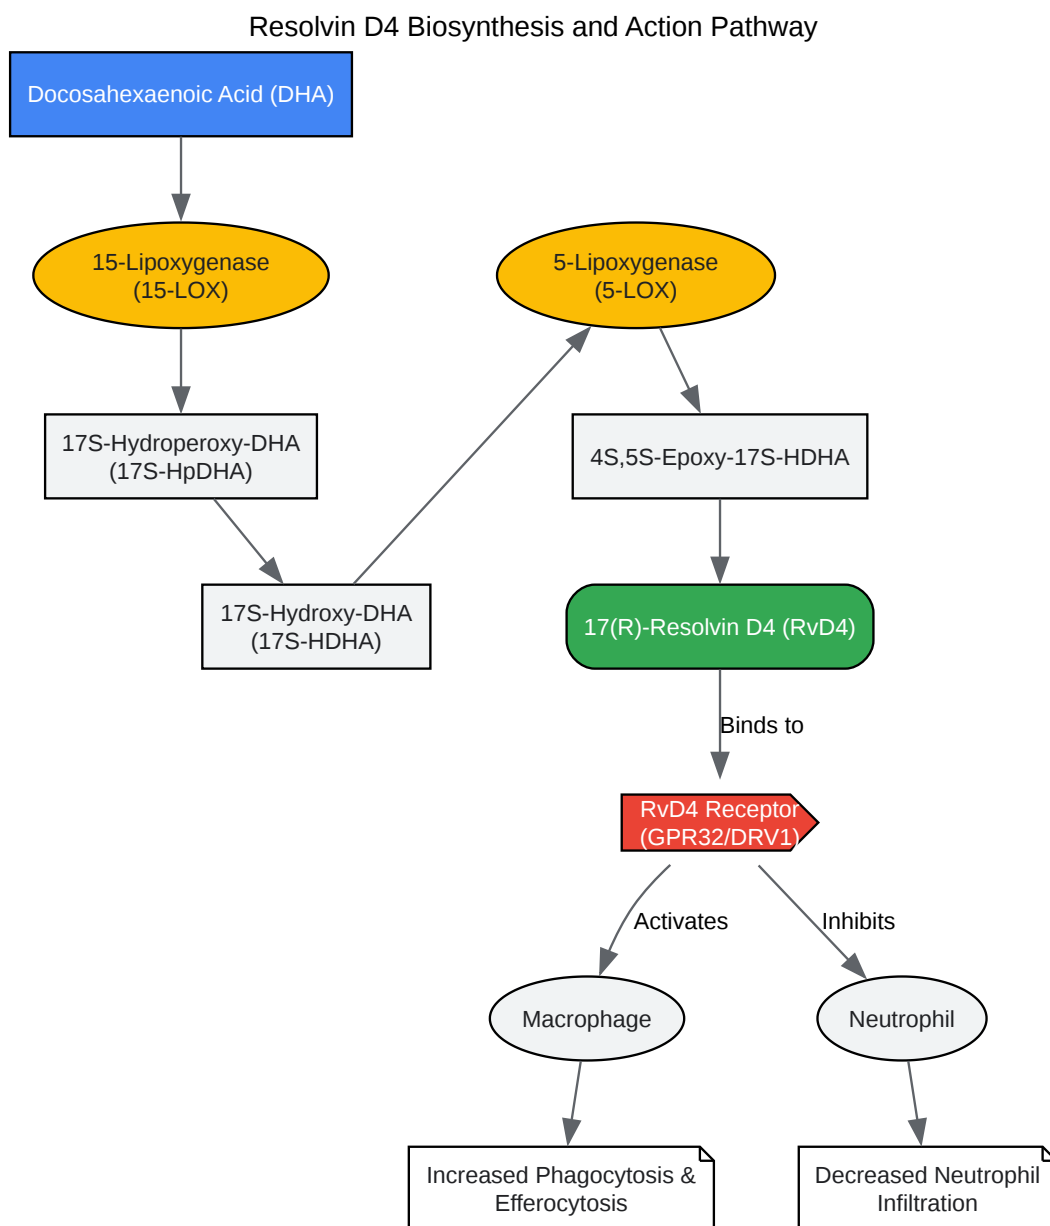 Resolvin D4 Biosynthesis and Action Pathway
Docosahexaenoic Acid (DHA)
15-Lipoxygenase
(15-LOX)
5-Lipoxygenase
(5-LOX)
17S-Hydroperoxy-DHA
(17S-HpDHA)
4S,5S-Epoxy-17S-HDHA
17S-Hydroxy-DHA
(17S-HDHA)
17(R)-Resolvin D4 (RvD4)
Binds to
RvD4 Receptor
(GPR32/DRV1)
Activates
Inhibits
Macrophage
Neutrophil
Increased Phagocytosis &
Efferocytosis
Decreased Neutrophil
Infiltration